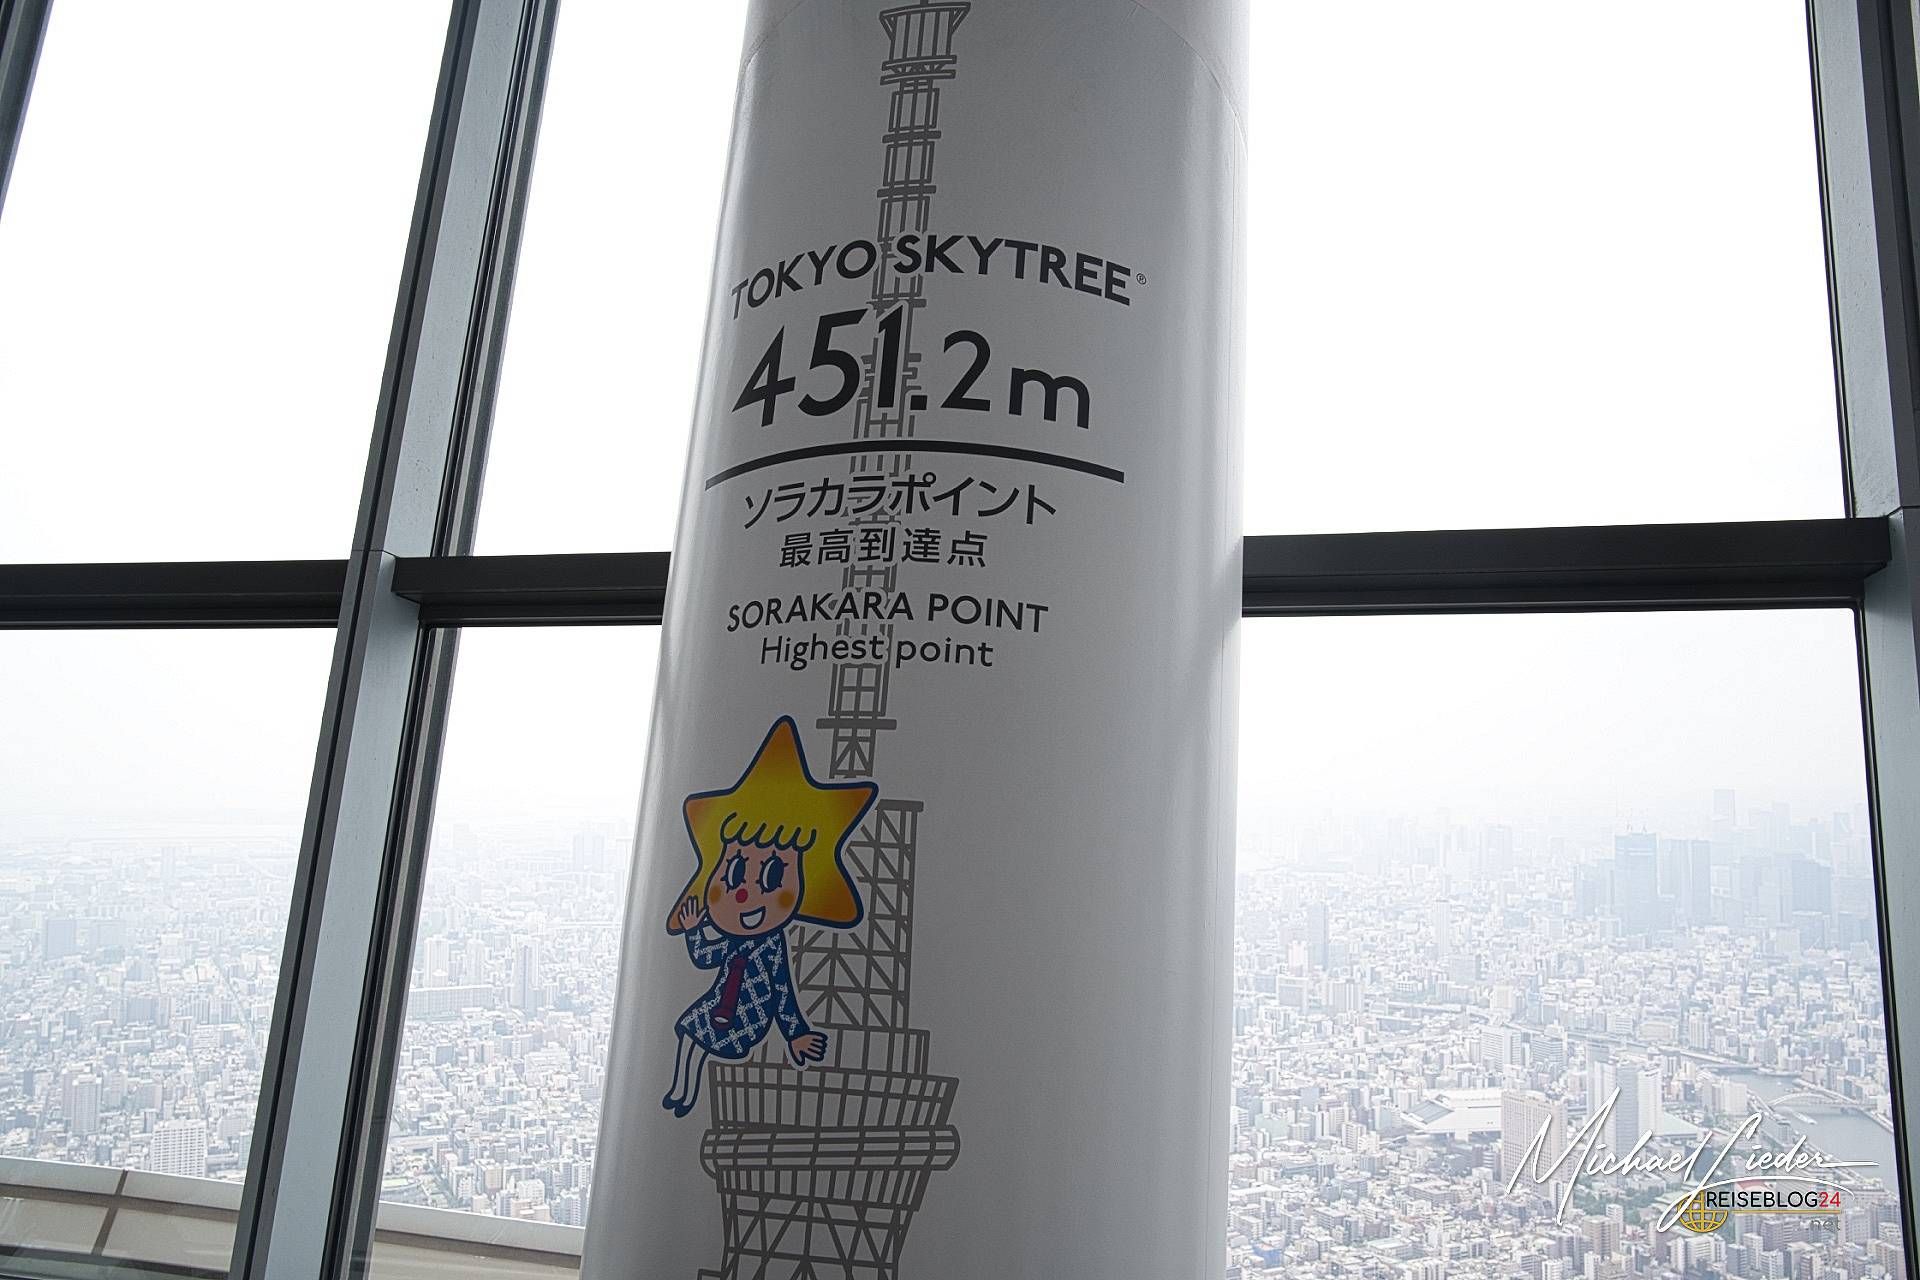 TOKYO SKYTREE®
451.2m
ソラカラポイント
最高到達点
SORAKARA POINT
Highest point
Michael Lieder
REISEBLOG24
.net